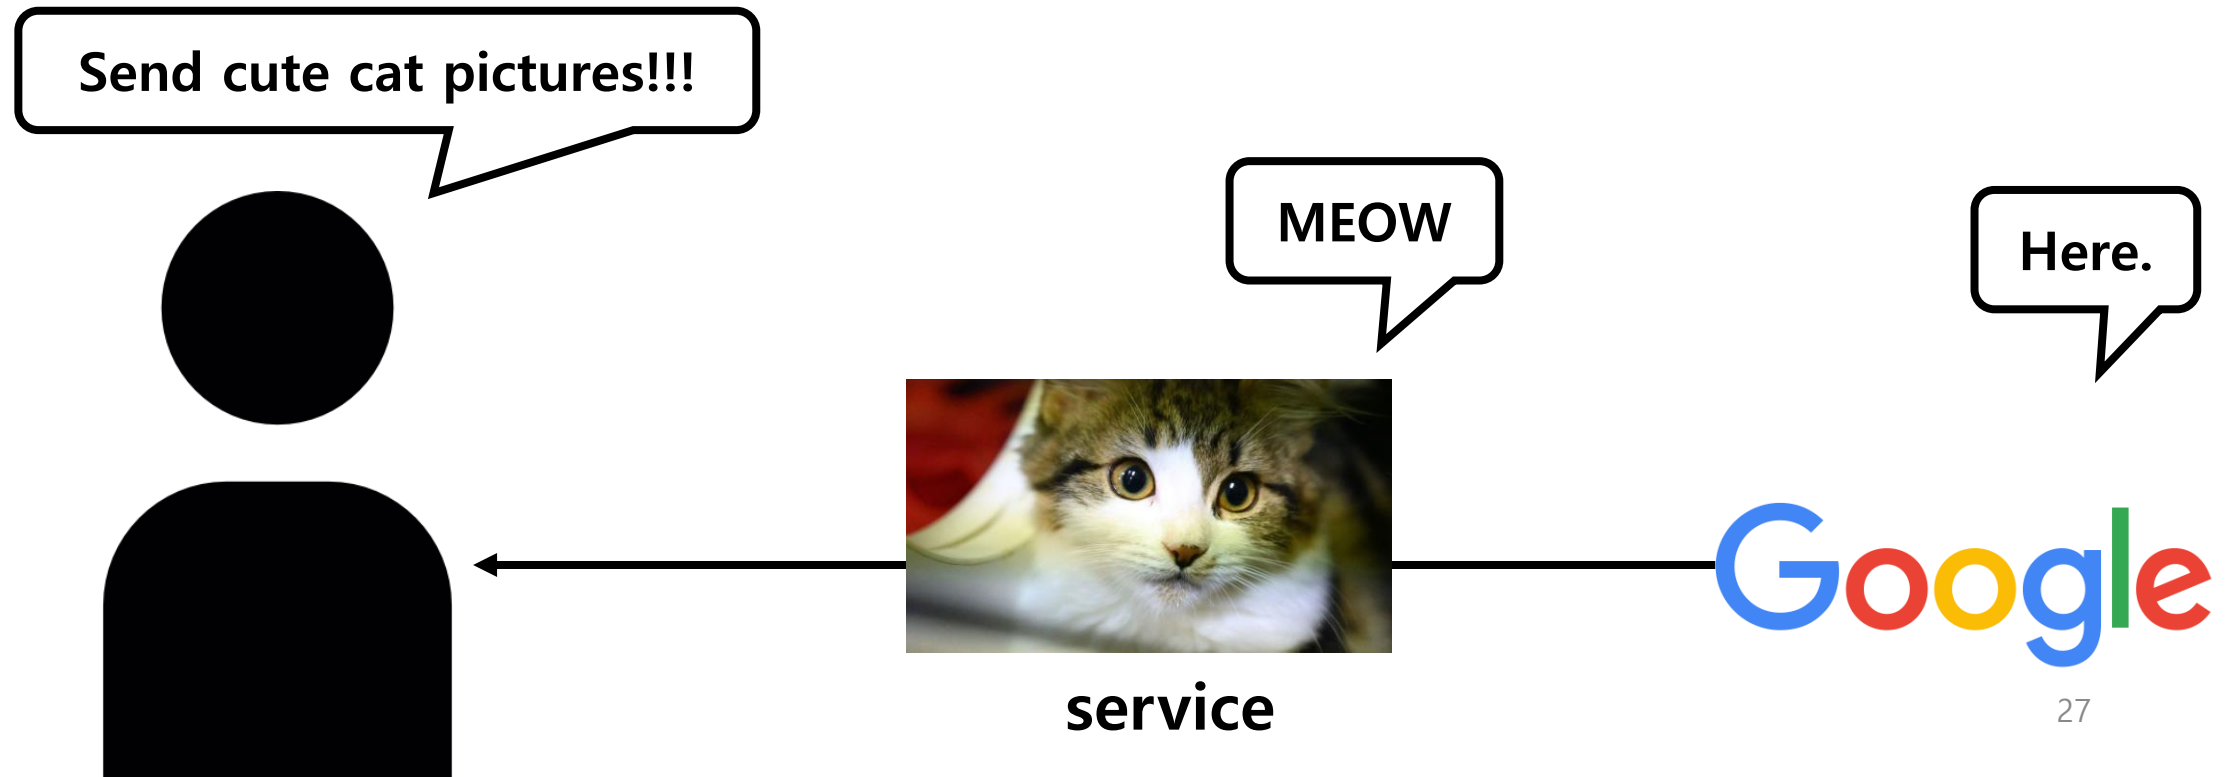 Send cute cat pictures!!!
MEOW
Here.
Google
service
27